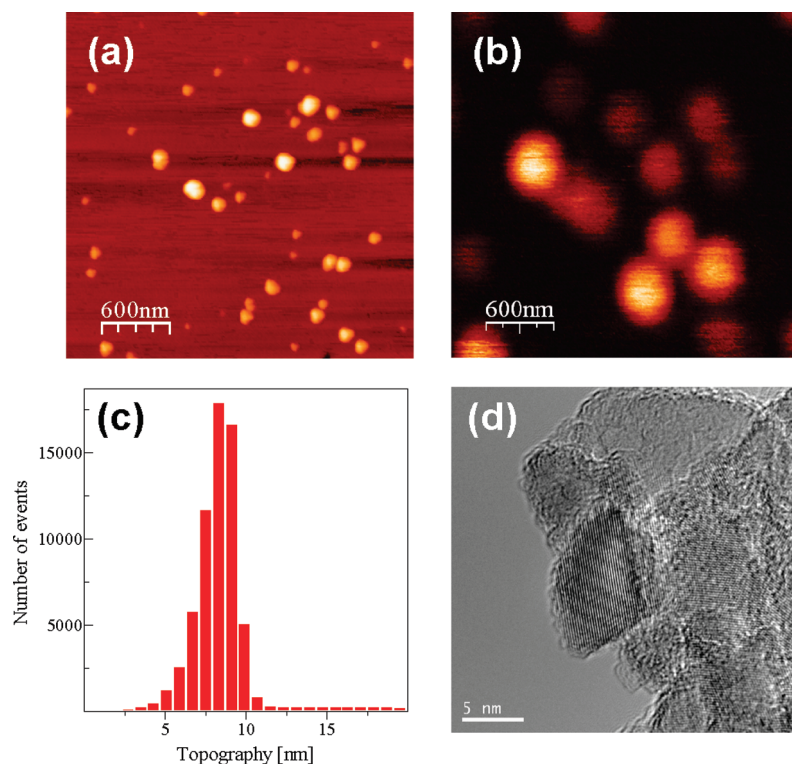 (a)
600nm
(b)
600nm
(c)
15000
10000
5000
Number of events
5
10
15
Topography [nm]
(d)
5 nm